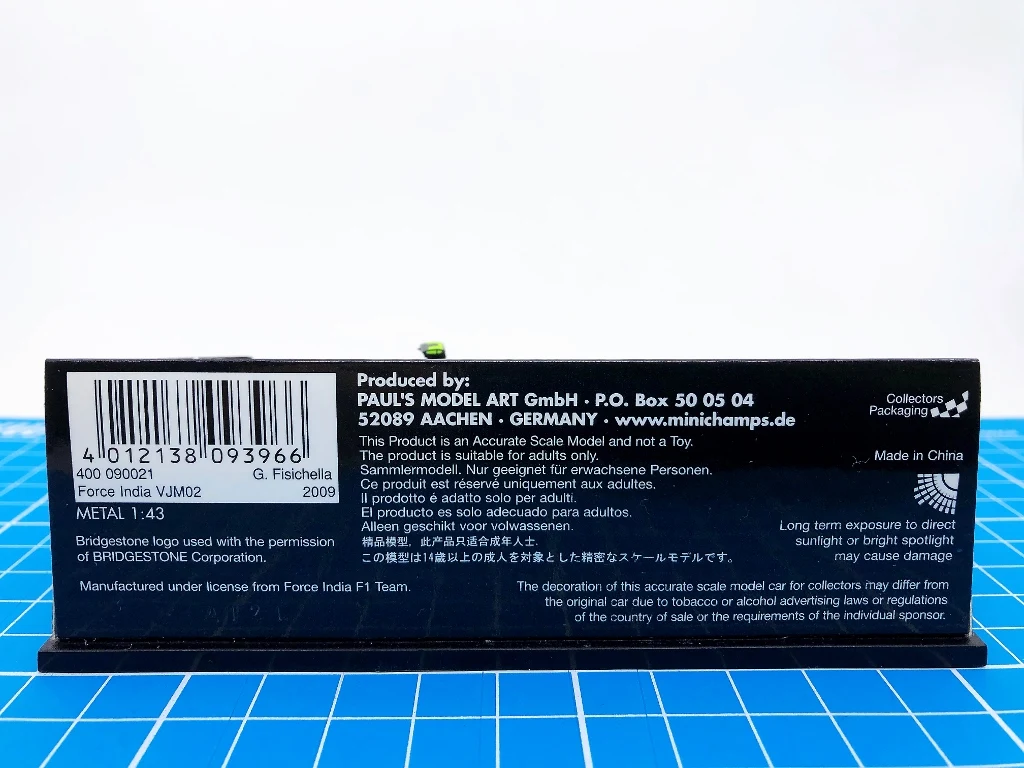 4 012138 093966
400 090021 G. Fisichella
Force India VJM02 2009
METAL 1:43
Bridgestone logo used with the permission
of BRIDGESTONE Corporation.
Manufactured under license from Force India F1 Team.
Produced by:
PAUL'S MODEL ART GmbH · P.O. Box 50 05 04
52089 AACHEN · GERMANY · www.minichamps.de
This Product is an Accurate Scale Model and not a Toy.
The product is suitable for adults only.
Sammlermodell. Nur geeignet für erwachsene Personen.
Ce produit est réservé uniquement aux adultes.
Il prodotto é adatto solo per adulti.
El producto es solo adecuado para adultos.
Alleen geschikt voor volwassenen.
精品模型，此产品只适合成年人士.
この模型は14歳以上の成人を対象とした精密なスケールモデルです。
Collectors
Packaging
Made in China
Long term exposure to direct
sunlight or bright spotlight
may cause damage
The decoration of this accurate scale model car for collectors may differ from
the original car due to tobacco or alcohol advertising laws or regulations
of the country of sale or the requirements of the individual sponsor.